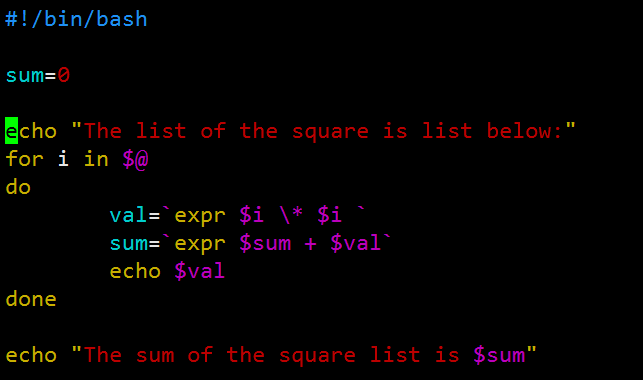 #!/bin/bash
sum=0
echo "The list of the square is list below:"
for i in $@
do
val=`expr $i \* $i `
sum=`expr $sum + $val`
echo $val
done
echo "The sum of the square list is $sum"